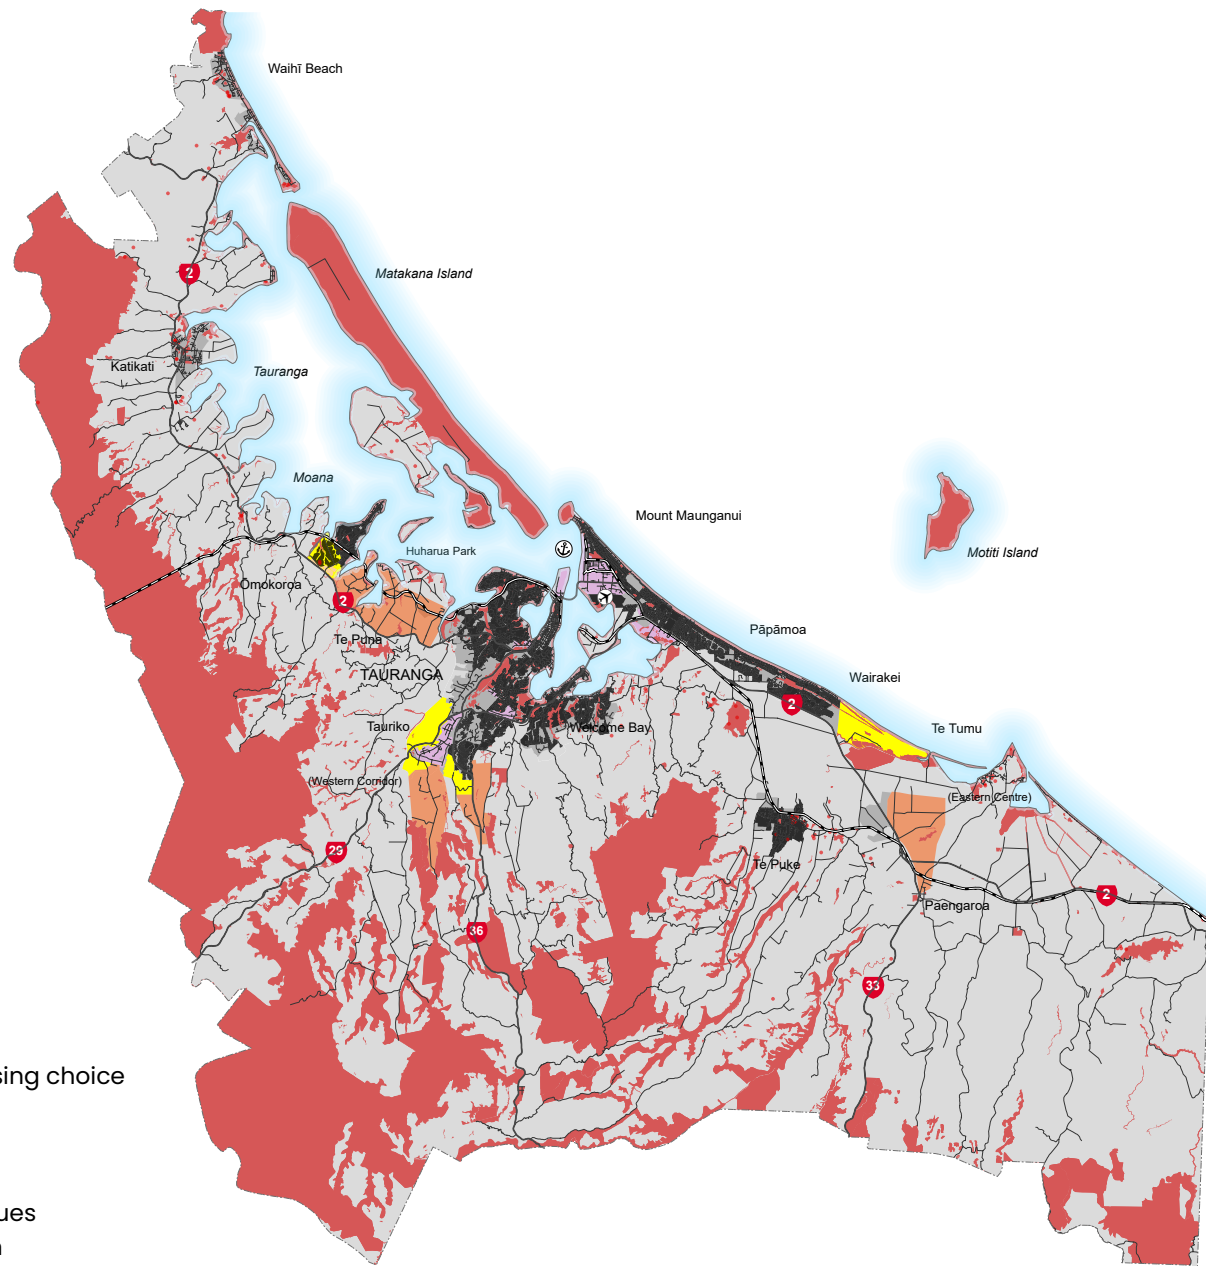 Waihī Beach
2
Matakana Island
Katikati
Tauranga
Moana
Mount Maunganui
Huharua Park
Motiti Island
Ōmokoroa
2
Te Puna
Pāpāmoa
TAURANGA
Wairakei
2
Tauriko
Welcome Bay
Te Tumu
(Western Corridor)
(Eastern Centre)
29
Te Puke
2
Paengaroa
36
33
sing choice
ues